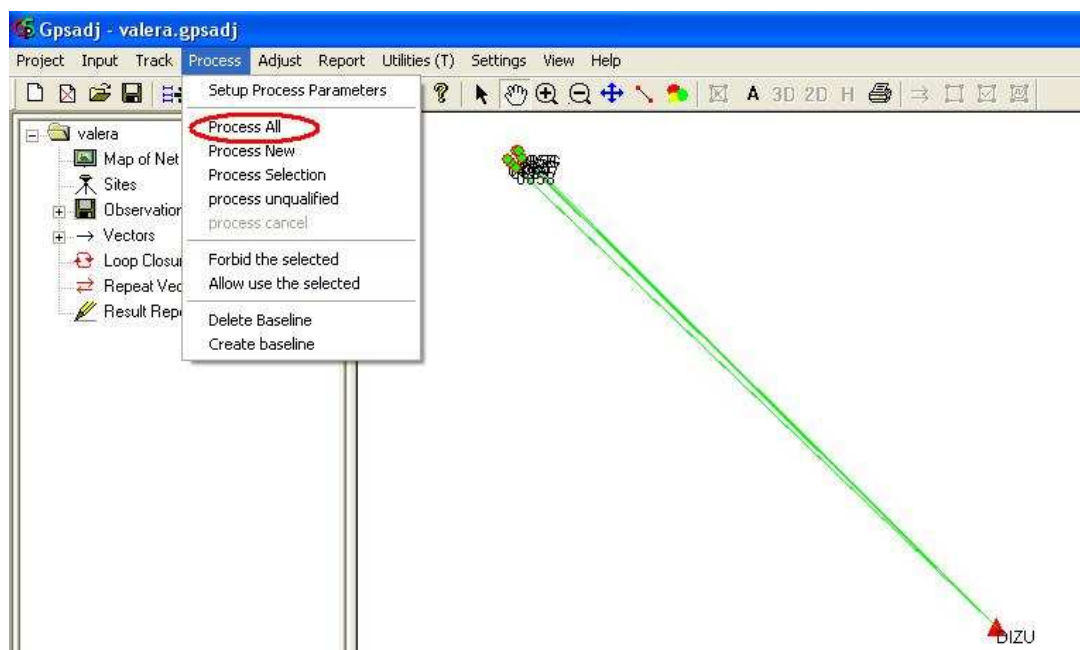 Gpsadj - valera.gpsadj
Project Input Track Process Adjust Report Utilities (T) Settings View Help
A 3D 2D H
Setup Process Parameters
Process All
Process New
Process Selection
process unqualified
process cancel
Forbid the selected
Allow use the selected
Delete Baseline
Create baseline
valera
Map of Net
Sites
Observation
Vectors
Loop Closu
Repeat Vec
Result Repo
DIZU